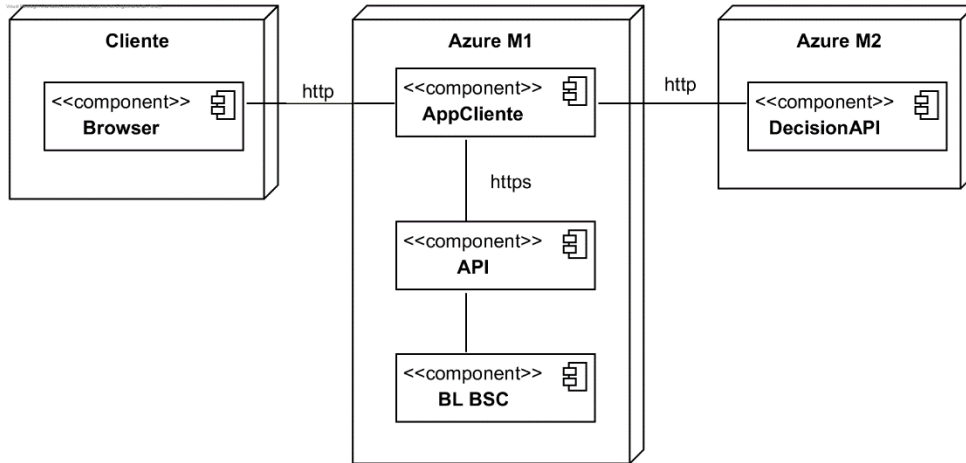 Cliente
<<component>>
Browser
http
Azure M1
<<component>>
AppCliente
https
<<component>>
API
<<component>>
BL BSC
http
Azure M2
<<component>>
DecisionAPI